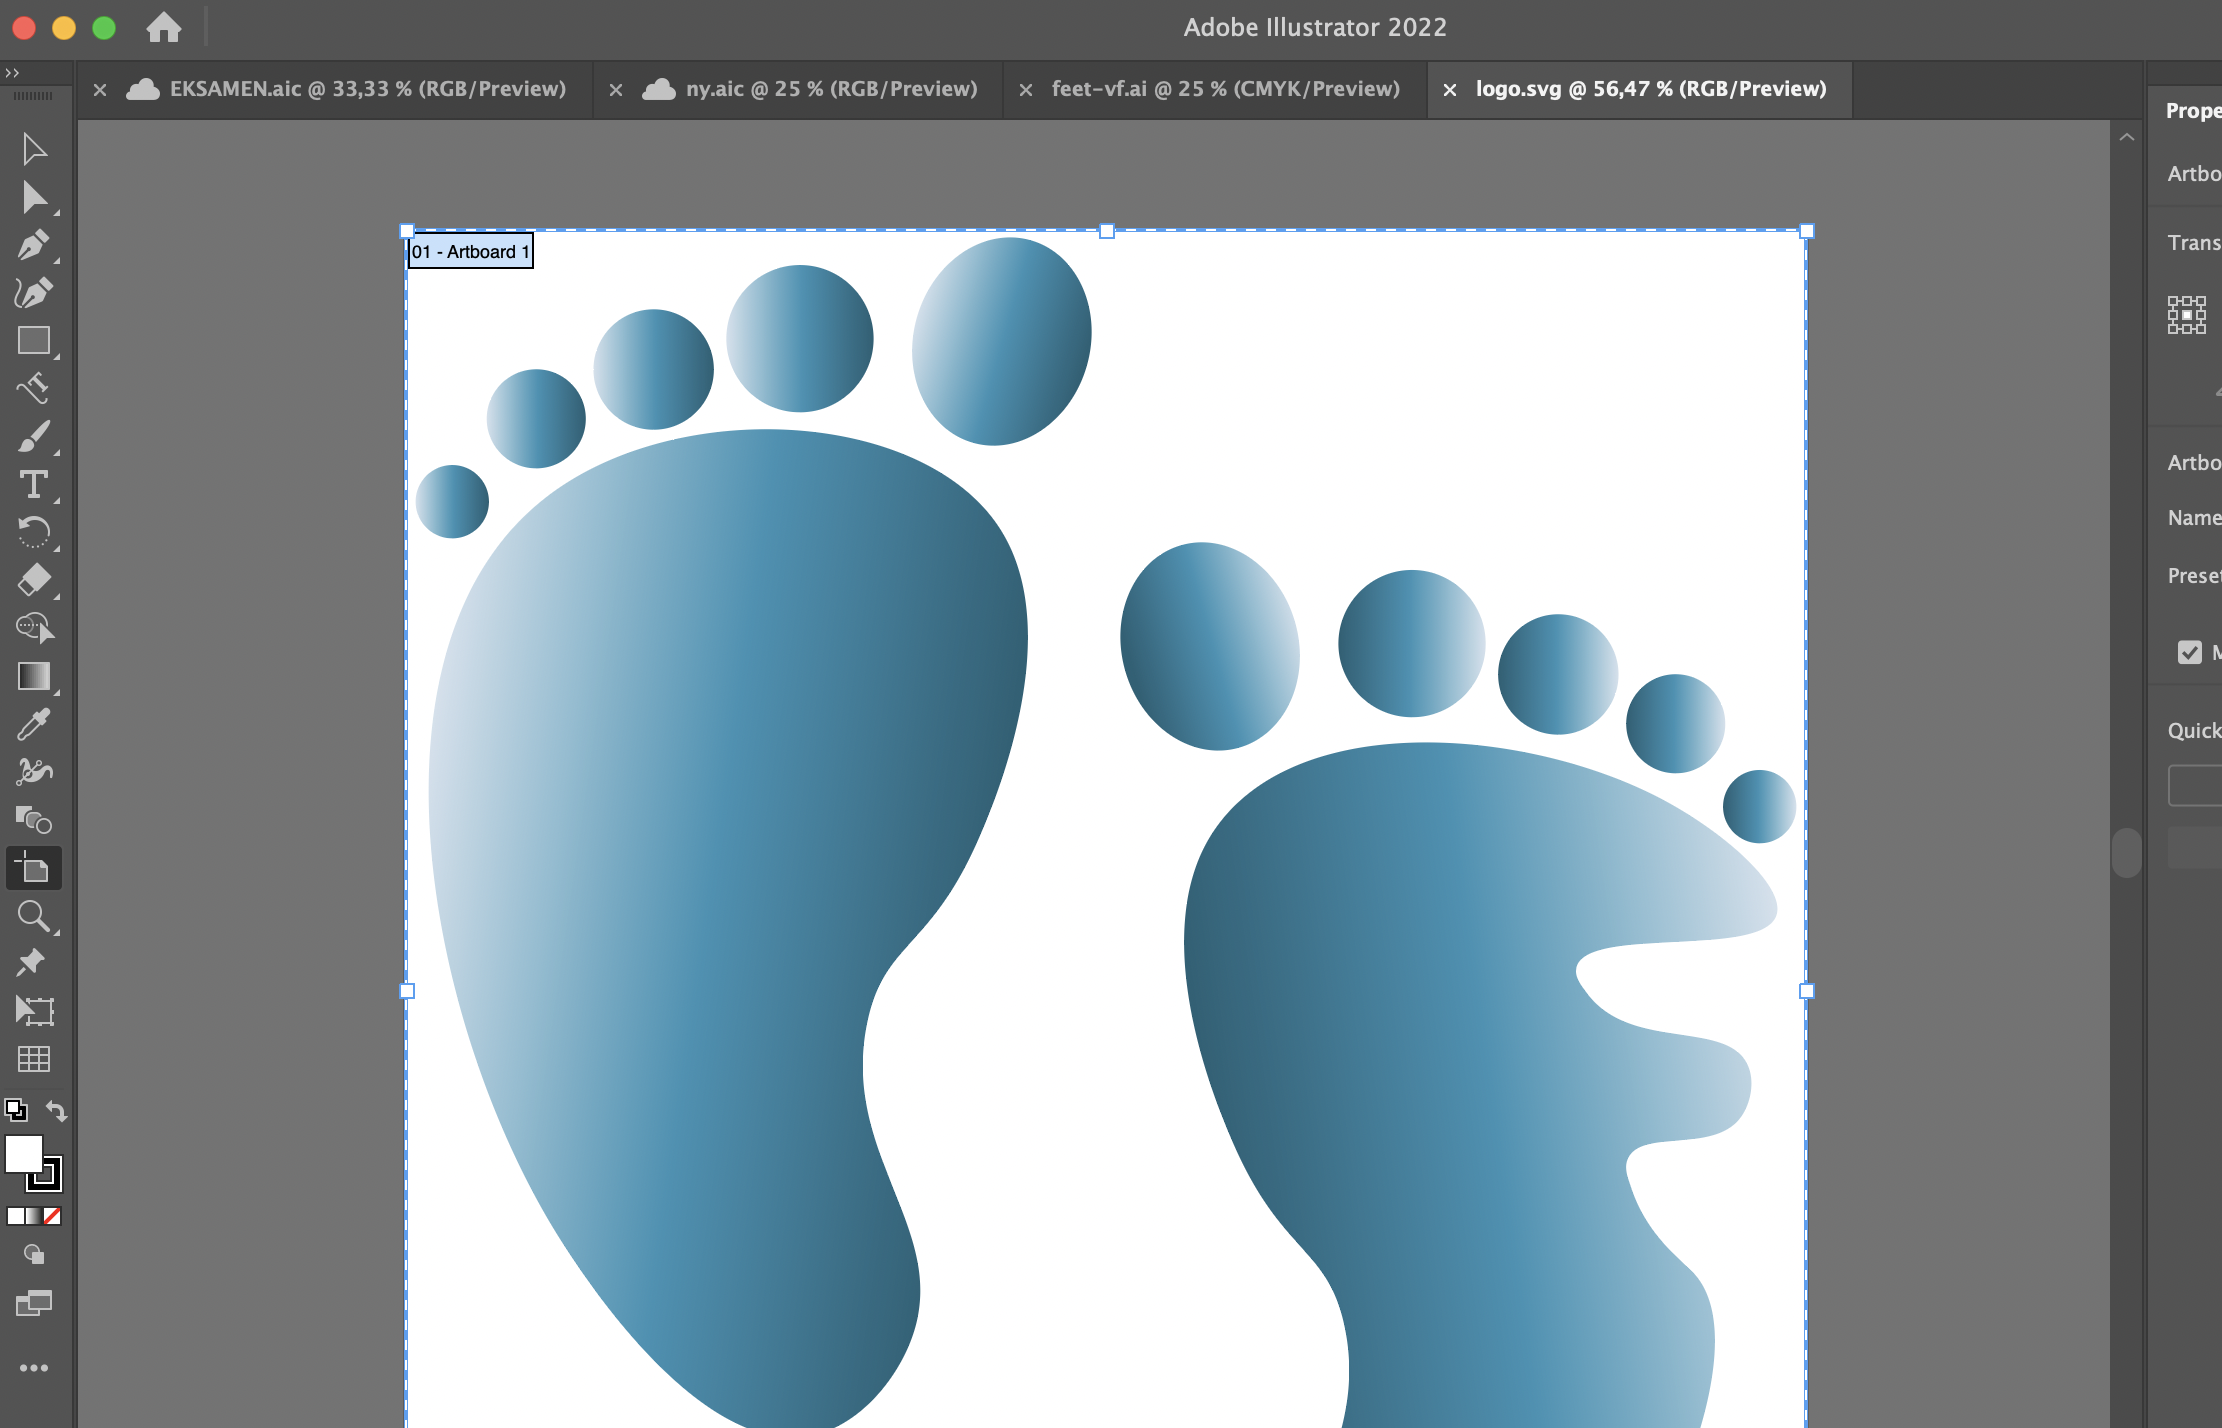 Adobe Illustrator 2022
EKSAMEN.aic @ 33,33 % (RGB/Preview)
ny.aic @ 25 % (RGB/Preview)
feet-vf.ai @ 25 % (CMYK/Preview)
logo.svg @ 56,47 % (RGB/Preview)
Prope
Artbo
Trans
01 - Artboard 1
Artbo
Name
Preset
M
Quick